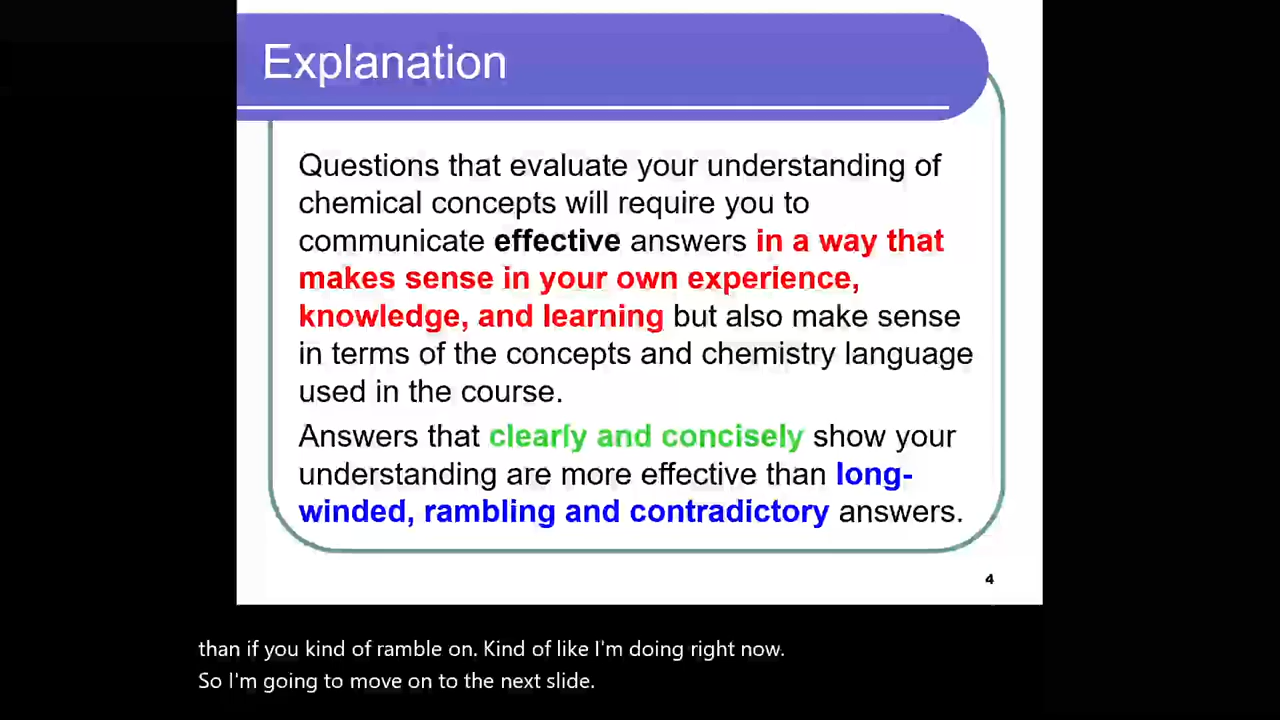 Explanation
Questions that evaluate your understanding of
chemical concepts will require you to
communicate effective answers in a way that
makes sense in your own experience,
knowledge, and learning but also make sense
in terms of the concepts and chemistry language
used in the course.
Answers that clearly and concisely show your
understanding are more effective than long-
winded, rambling and contradictory answers.
4
than if you kind of ramble on. Kind of like I'm doing right now.
So I'm going to move on to the next slide.